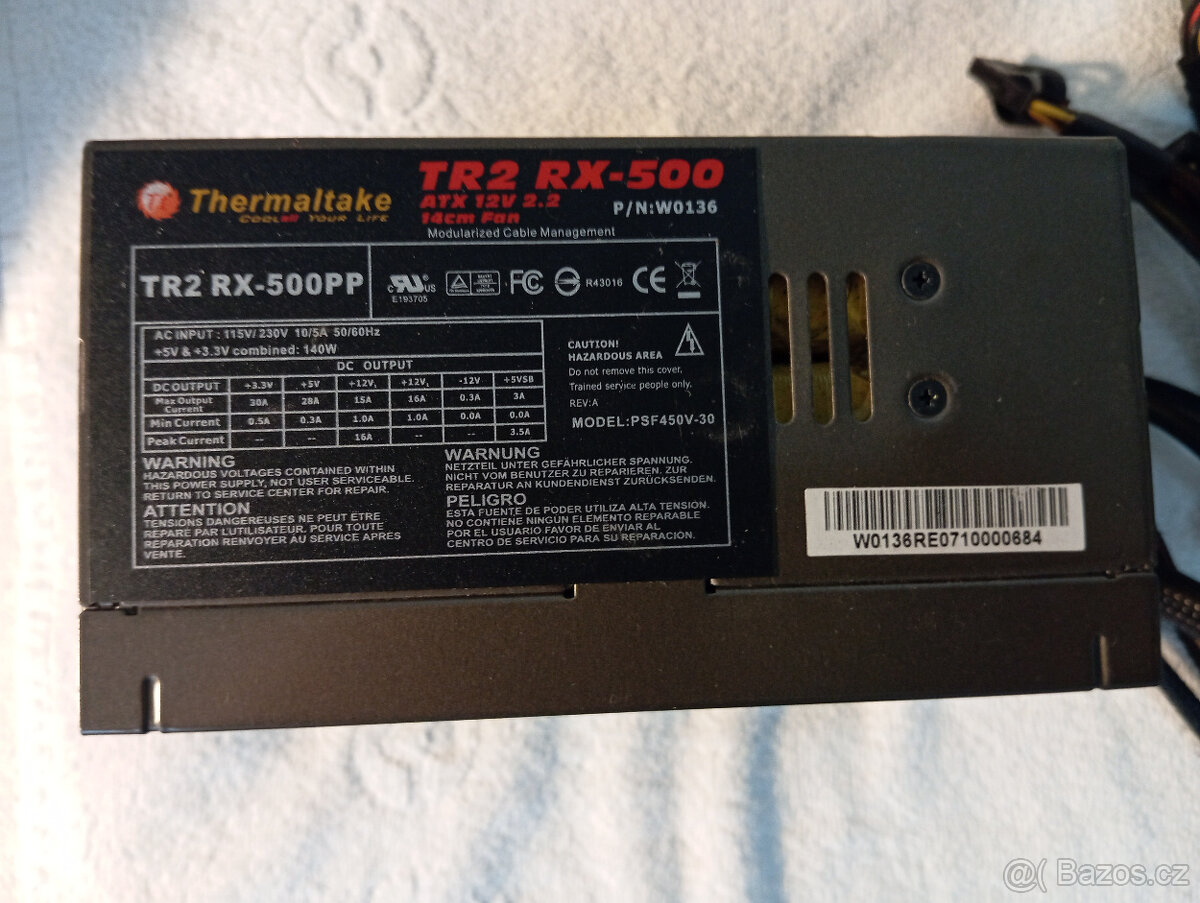 Thermaltake
COOLall YOUR LIFE
TR2 RX-500
ATX 12V 2.2
14cm Fan
P/N:W0136
Modularized Cable Management
TR2 RX-500PP
c RU US
E193705
FC
R43016
CE
AC INPUT : 115V/ 230V 10/5A 50/60Hz
+5V & +3.3V combined: 140W
DC OUTPUT
DC OUTPUT +3.3V +5V +12V₁ +12V₁ -12V +5VSB
Max Output Current 30A 28A 15A 16A 0.3A 3A
Min Current 0.5A 0.3A 1.0A 1.0A 0.0A 0.0A
Peak Current -- -- 16A -- -- 3.5A
CAUTION!
HAZARDOUS AREA
Do not remove this cover.
Trained service people only.
REV:A
MODEL:PSF450V-30
WARNING
HAZARDOUS VOLTAGES CONTAINED WITHIN
THIS POWER SUPPLY, NOT USER SERVICEABLE.
RETURN TO SERVICE CENTER FOR REPAIR.
ATTENTION
TENSIONS DANGEREUSES NE PEUT ETRE
REPARE PAR L'UTILISATEUR. POUR TOUTE
REPARATION RENVOYER AU SERVICE APRES
VENTE.
WARNUNG
NETZTEIL UNTER GEFÄHRLICHER SPANNUNG.
NICHT VOM BENUTZER ZU REPARIEREN. ZUR
REPARATUR AN KUNDENDIENST ZURÜCKSENDEN.
PELIGRO
ESTA FUENTE DE PODER UTILIZA ALTA TENSION.
NO CONTIENE NINGUN ELEMENTO REPARABLE
POR EL USUARIO FAVOR DE ENVIAR AL
CENTRO DE SERVICIO PARA SU REPARACION.
W0136RE0710000684
@( Bazos.cz